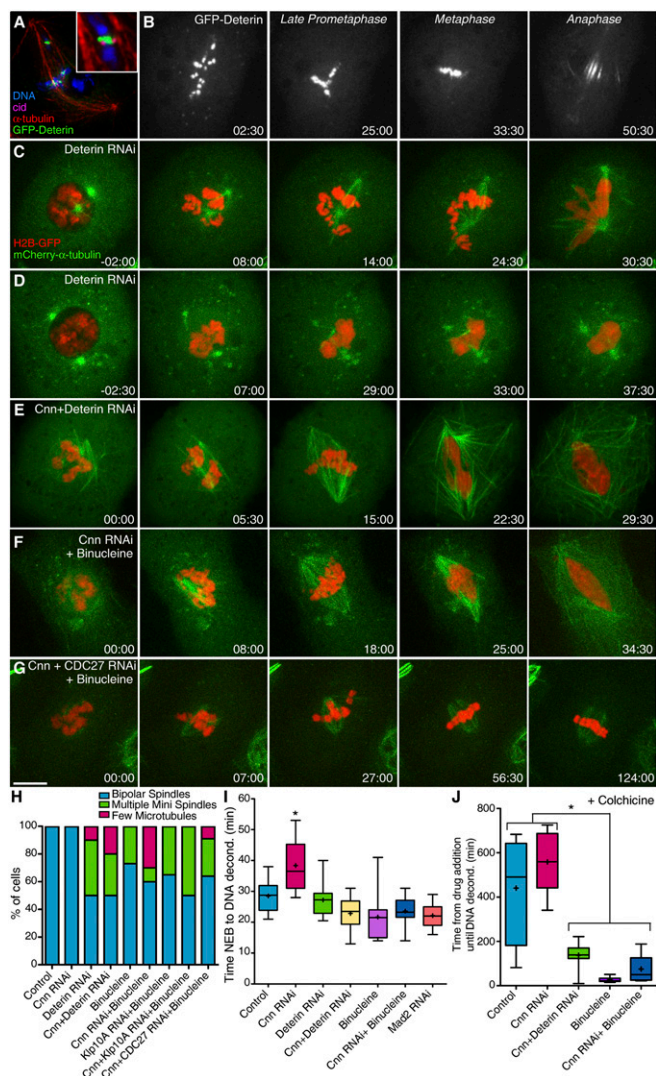 A
DNA
cid
α-tubulin
GFP-Deterin
B GFP-Deterin
02:30
Late Prometaphase
25:00
Metaphase
33:30
Anaphase
50:30
C Deterin RNAi
H2B-GFP
mCherry-α-tubulin
-02:00
08:00
14:00
24:30
30:30
D Deterin RNAi
-02:30
07:00
29:00
33:00
37:30
E Cnn+Deterin RNAi
00:00
05:30
15:00
22:30
29:30
F Cnn RNAi
+ Binucleine
00:00
08:00
18:00
25:00
34:30
G Cnn + CDC27 RNAi
+ Binucleine
00:00
07:00
27:00
56:30
124:00
H
Bipolar Spindles
Multiple Mini Spindles
Few Microtubules
% of cells
100
80
60
40
20
0
Control
Cnn RNAi
Deterin RNAi
Cnn+Deterin RNAi
Binucleine
Cnn RNAi+Binucleine
Klp10A RNAi+Binucleine
Cnn+Klp10A RNAi+Binucleine
Cnn+CDC27 RNAi+Binucleine
I
Time NEB to DNA decond. (min)
60
50
40
30
20
10
0
*
Control
Cnn RNAi
Deterin RNAi
Cnn+Deterin RNAi
Binucleine
Cnn RNAi+ Binucleine
Mad2 RNAi
J
+ Colchicine
Time from drug addition
until DNA decond. (min)
800
600
400
200
0
*
Control
Cnn RNAi
Cnn+Deterin RNAi
Binucleine
Cnn RNAi+ Binucleine